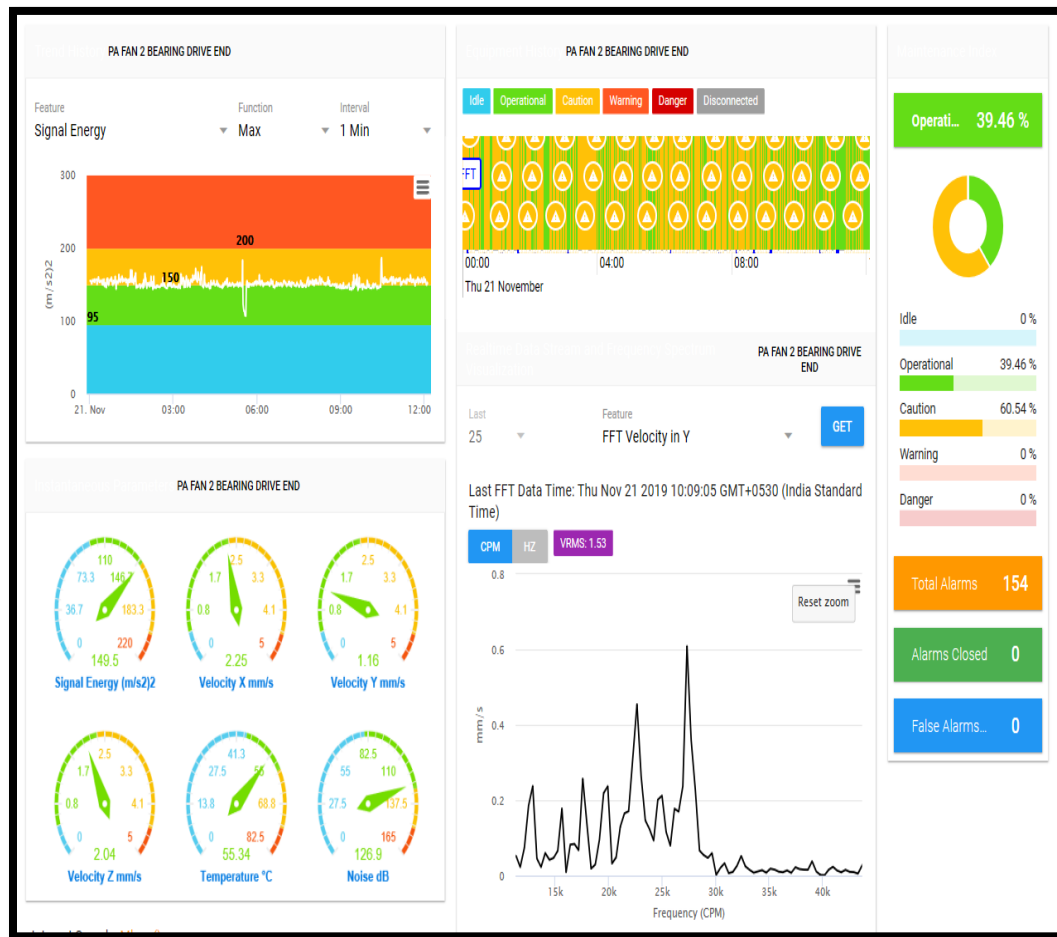 PA FAN 2 BEARING DRIVE END
Feature
Function
Interval
Signal Energy
Max
1 Min
300
200
100
0
(m/s2)2
200
150
95
21. Nov
03:00
06:00
09:00
12:00
PA FAN 2 BEARING DRIVE END
110
73.3
146.7
36.7
183.3
0
220
149.5
Signal Energy (m/s2)2
2.5
1.7
3.3
0.8
4.1
0
5
2.25
Velocity X mm/s
2.5
1.7
3.3
0.8
4.1
0
5
1.16
Velocity Y mm/s
2.5
1.7
3.3
0.8
4.1
0
5
2.04
Velocity Z mm/s
41.3
27.5
55
13.8
68.8
0
82.5
55.34
Temperature °C
82.5
55
110
27.5
137.5
0
165
126.9
Noise dB
PA FAN 2 BEARING DRIVE END
Idle
Operational
Caution
Warning
Danger
Disconnected
FFT
00:00
04:00
08:00
Thu 21 November
PA FAN 2 BEARING DRIVE
END
Last
Feature
25
FFT Velocity in Y
GET
Last FFT Data Time: Thu Nov 21 2019 10:09:05 GMT+0530 (India Standard
Time)
CPM
HZ
VRMS: 1.53
Reset zoom
0.8
0.6
0.4
0.2
0
mm/s
15k
20k
25k
30k
35k
40k
Frequency (CPM)
Operati... 39.46 %
Idle 0 %
Operational 39.46 %
Caution 60.54 %
Warning 0 %
Danger 0 %
Total Alarms 154
Alarms Closed 0
False Alarms... 0